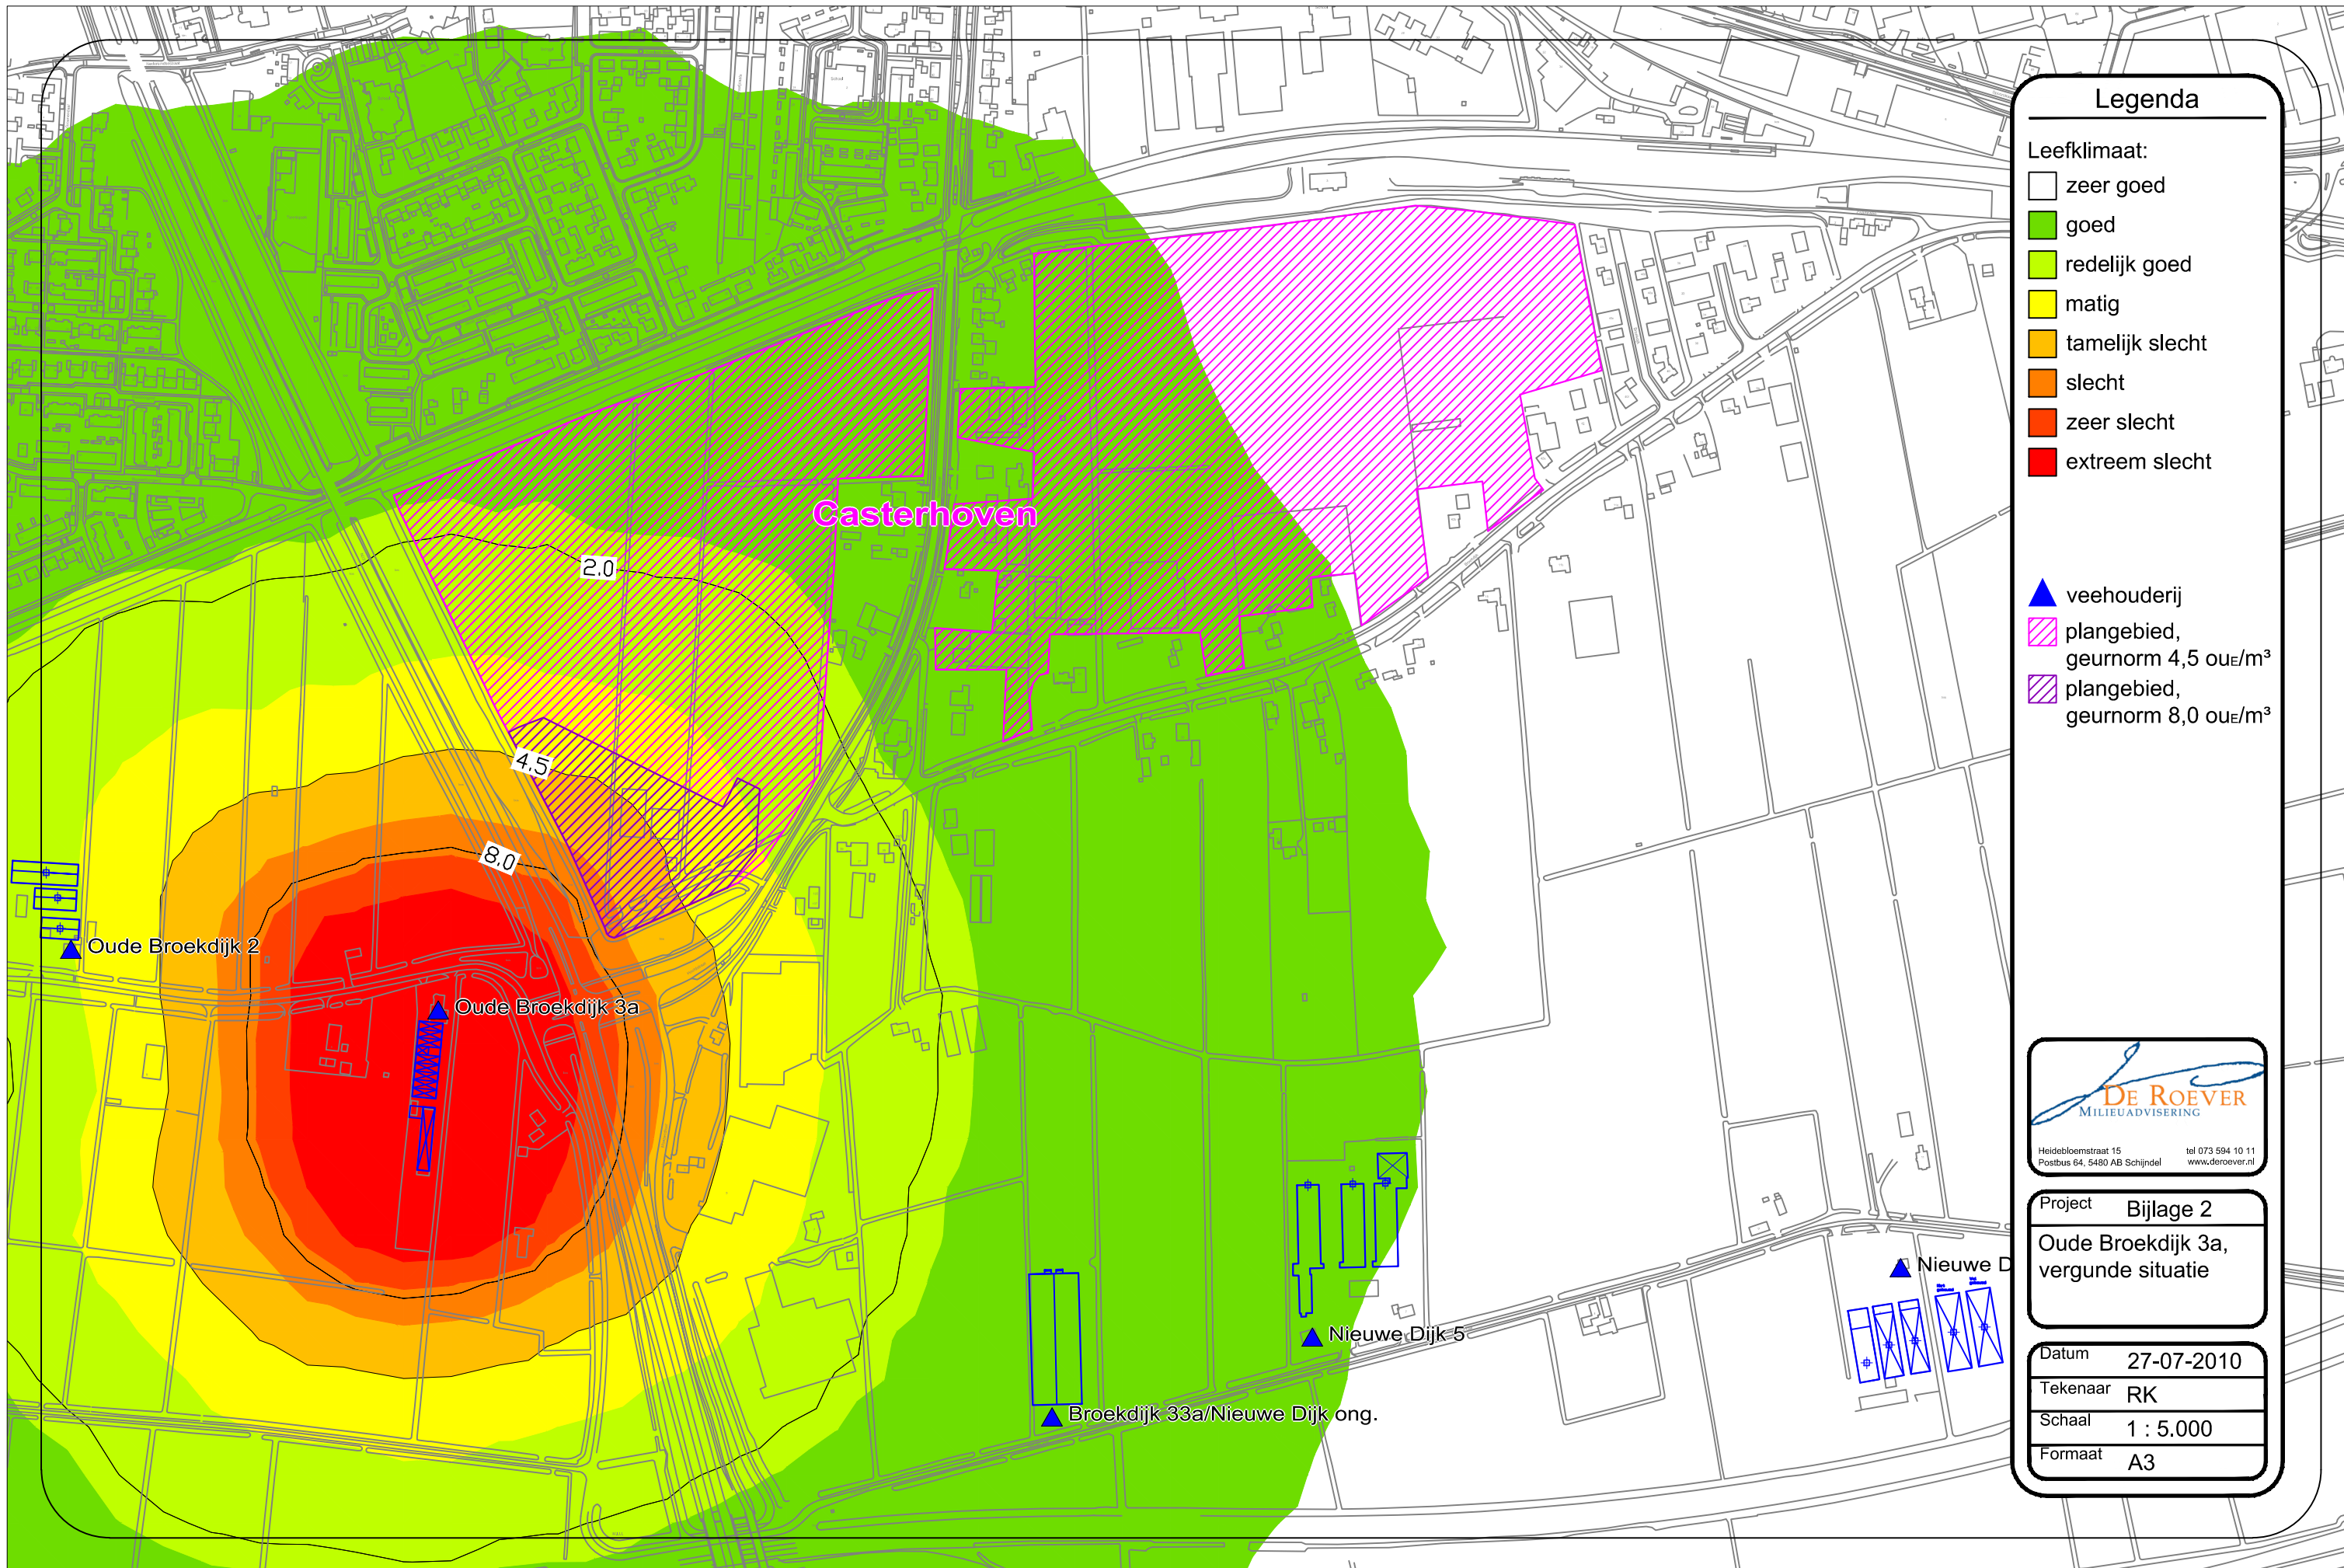 Legenda
Leefklimaat:
zeer goed
goed
redelijk goed
matig
tamelijk slecht
slecht
zeer slecht
extreem slecht
veehouderij
plangebied,
geurnorm 4,5 ouE/m³
plangebied,
geurnorm 8,0 ouE/m³
Casterhoven
2.0
4.5
8.0
Oude Broekdijk 2
Oude Broekdijk 3a
Nieuwe D
Nieuwe Dijk 5
Broekdijk 33a/Nieuwe Dijk ong.
DE ROEVER
MILIEUADVISERING
Heidebloemstraat 15 tel 073 594 10 11
Postbus 64, 5480 AB Schijndel www.deroever.nl
Project Bijlage 2
Oude Broekdijk 3a,
vergunde situatie
Datum 27-07-2010
Tekenaar RK
Schaal 1 : 5.000
Formaat A3